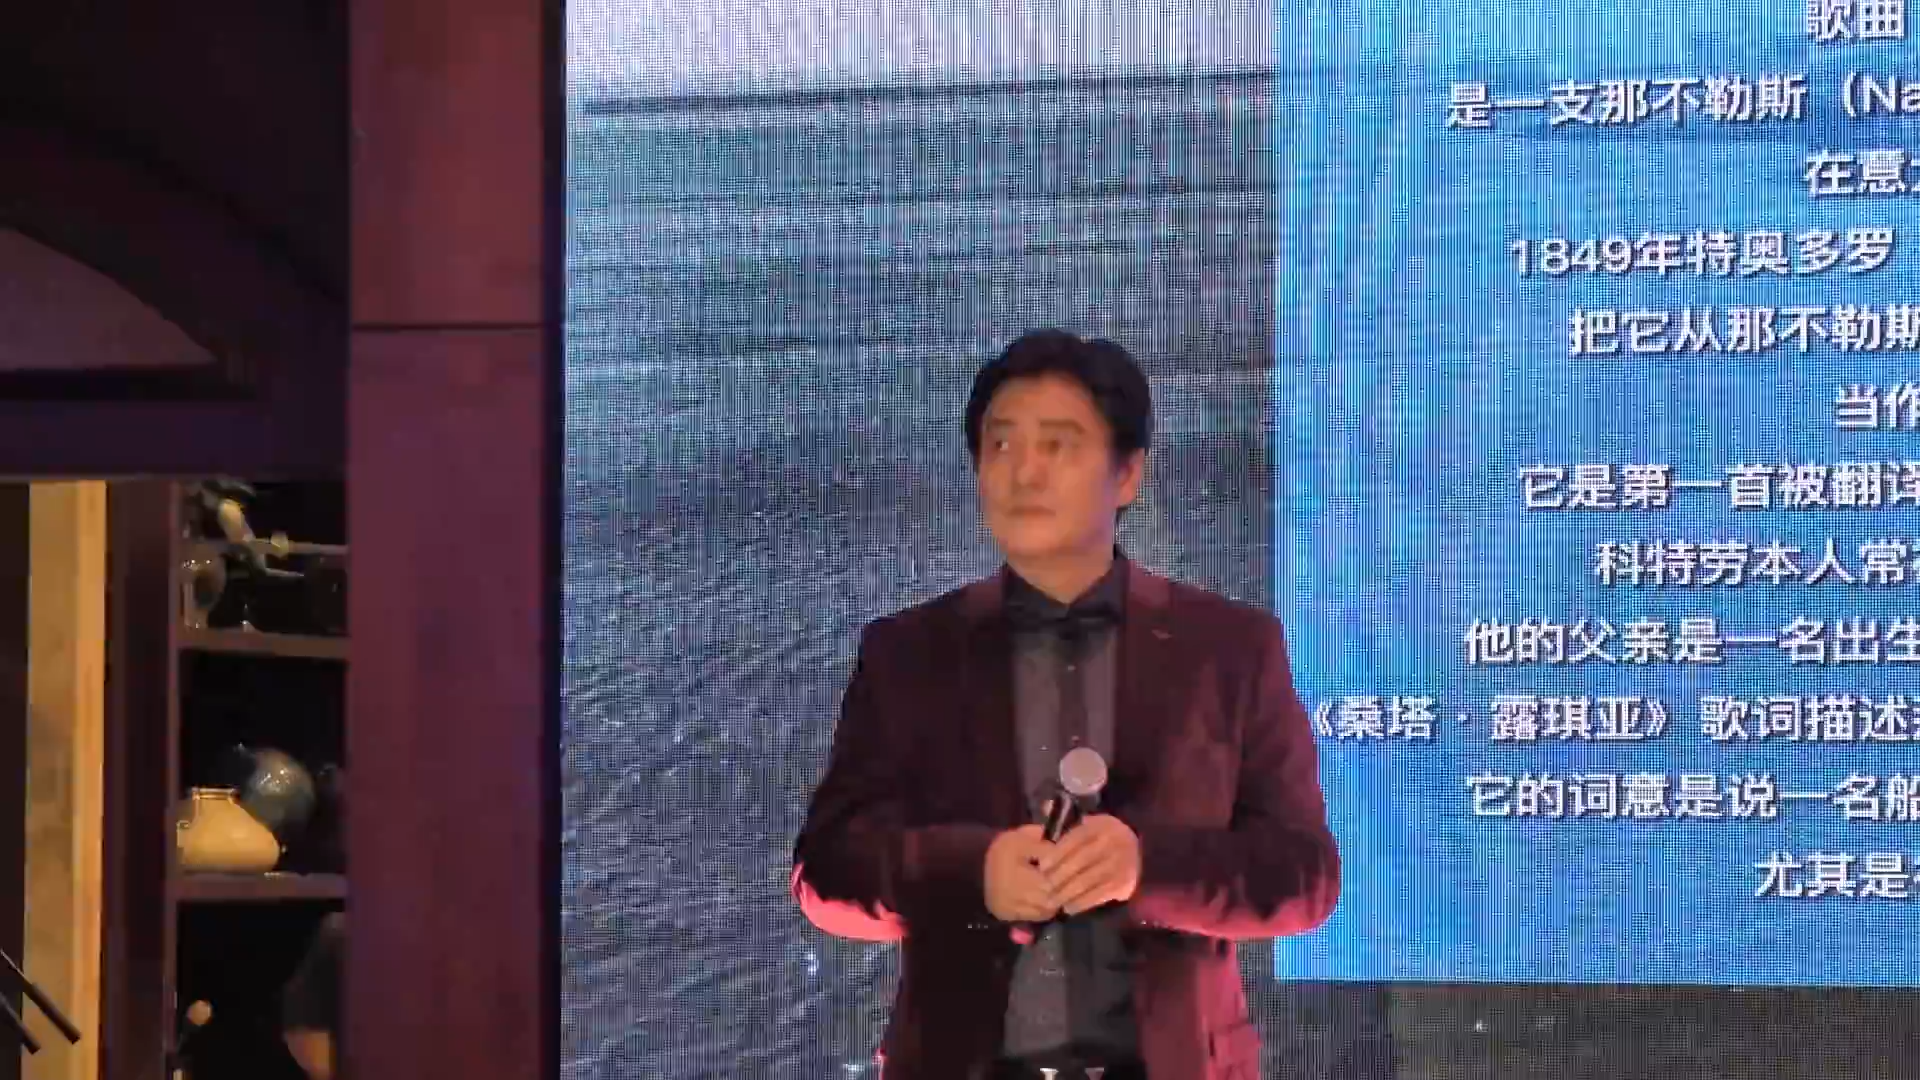 歌曲
是一支那不勒斯（Na
在意
1849年特奥多罗
把它从那不勒斯
当作
它是第一首被翻译
科特劳本人常
他的父亲是一名出生
《桑塔·露琪亚》歌词描述
它的词意是说一名船
尤其是